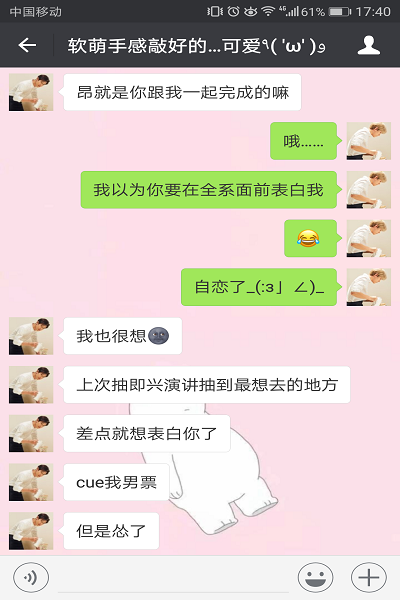 中国移动 4G 61% 17:40
软萌手感敲好的...可爱٩( 'ω' )و
昂就是你跟我一起完成的嘛
哦......
我以为你要在全系面前表白我
自恋了_(:з」∠)_
我也很想
上次抽即兴演讲抽到最想去的地方
差点就想表白你了
cue我男票
但是怂了